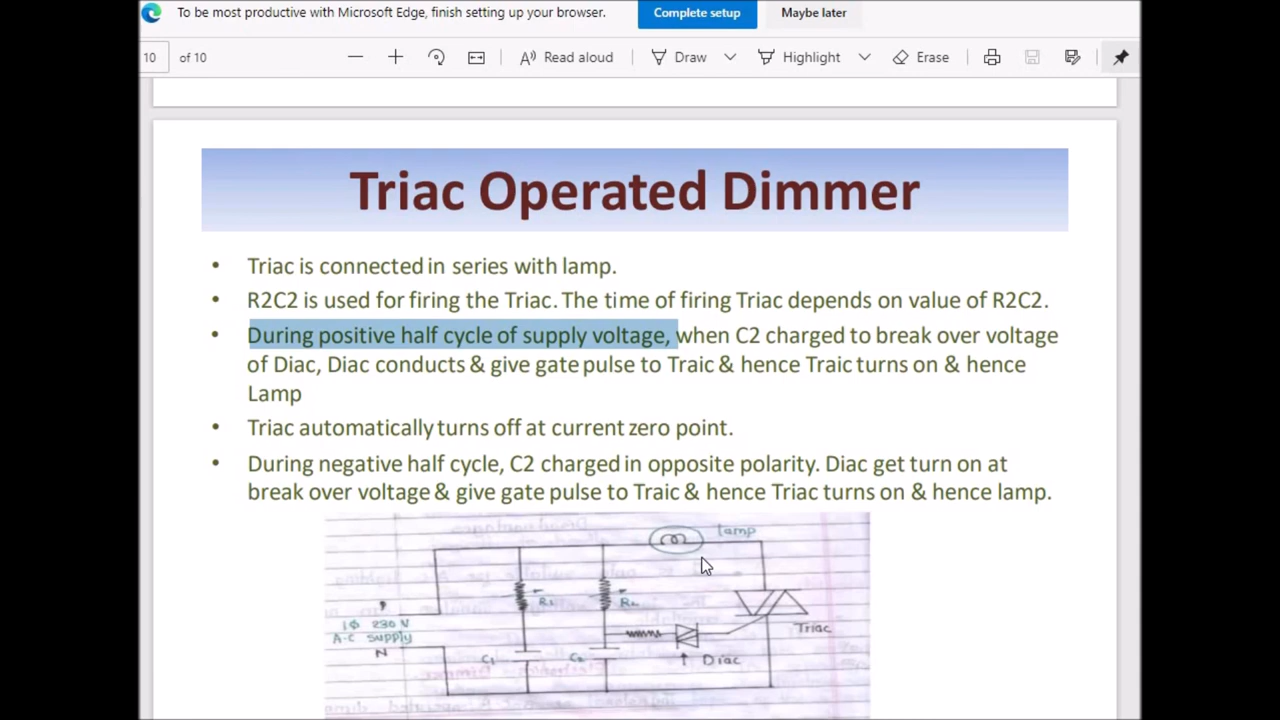 To be most productive with Microsoft Edge, finish setting up your browser.
Complete setup
Maybe later
10 of 10
Read aloud
Draw
Highlight
Erase
Triac Operated Dimmer
• Triac is connected in series with lamp.
• R2C2 is used for firing the Triac. The time of firing Triac depends on value of R2C2.
• During positive half cycle of supply voltage, when C2 charged to break over voltage
of Diac, Diac conducts & give gate pulse to Traic & hence Traic turns on & hence
Lamp
• Triac automatically turns off at current zero point.
• During negative half cycle, C2 charged in opposite polarity. Diac get turn on at
break over voltage & give gate pulse to Traic & hence Triac turns on & hence lamp.
lamp
R1
R2
P
1ϕ 230 V
A.C supply
N
C1
C2
Diac
Triac